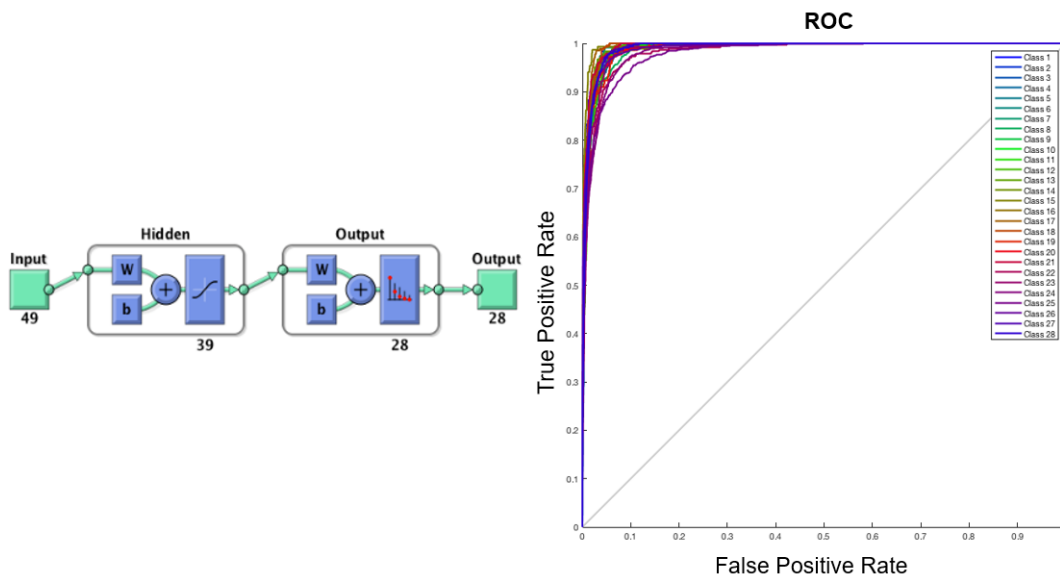 Hidden
Output
Input
Output
W
b
+
W
b
+
49
39
28
28
ROC
True Positive Rate
1
0.9
0.8
0.7
0.6
0.5
0.4
0.3
0.2
0.1
0
Class 1
Class 2
Class 3
Class 4
Class 5
Class 6
Class 7
Class 8
Class 9
Class 10
Class 11
Class 12
Class 13
Class 14
Class 15
Class 16
Class 17
Class 18
Class 19
Class 20
Class 21
Class 22
Class 23
Class 24
Class 25
Class 26
Class 27
Class 28
0 0.1 0.2 0.3 0.4 0.5 0.6 0.7 0.8 0.9
False Positive Rate